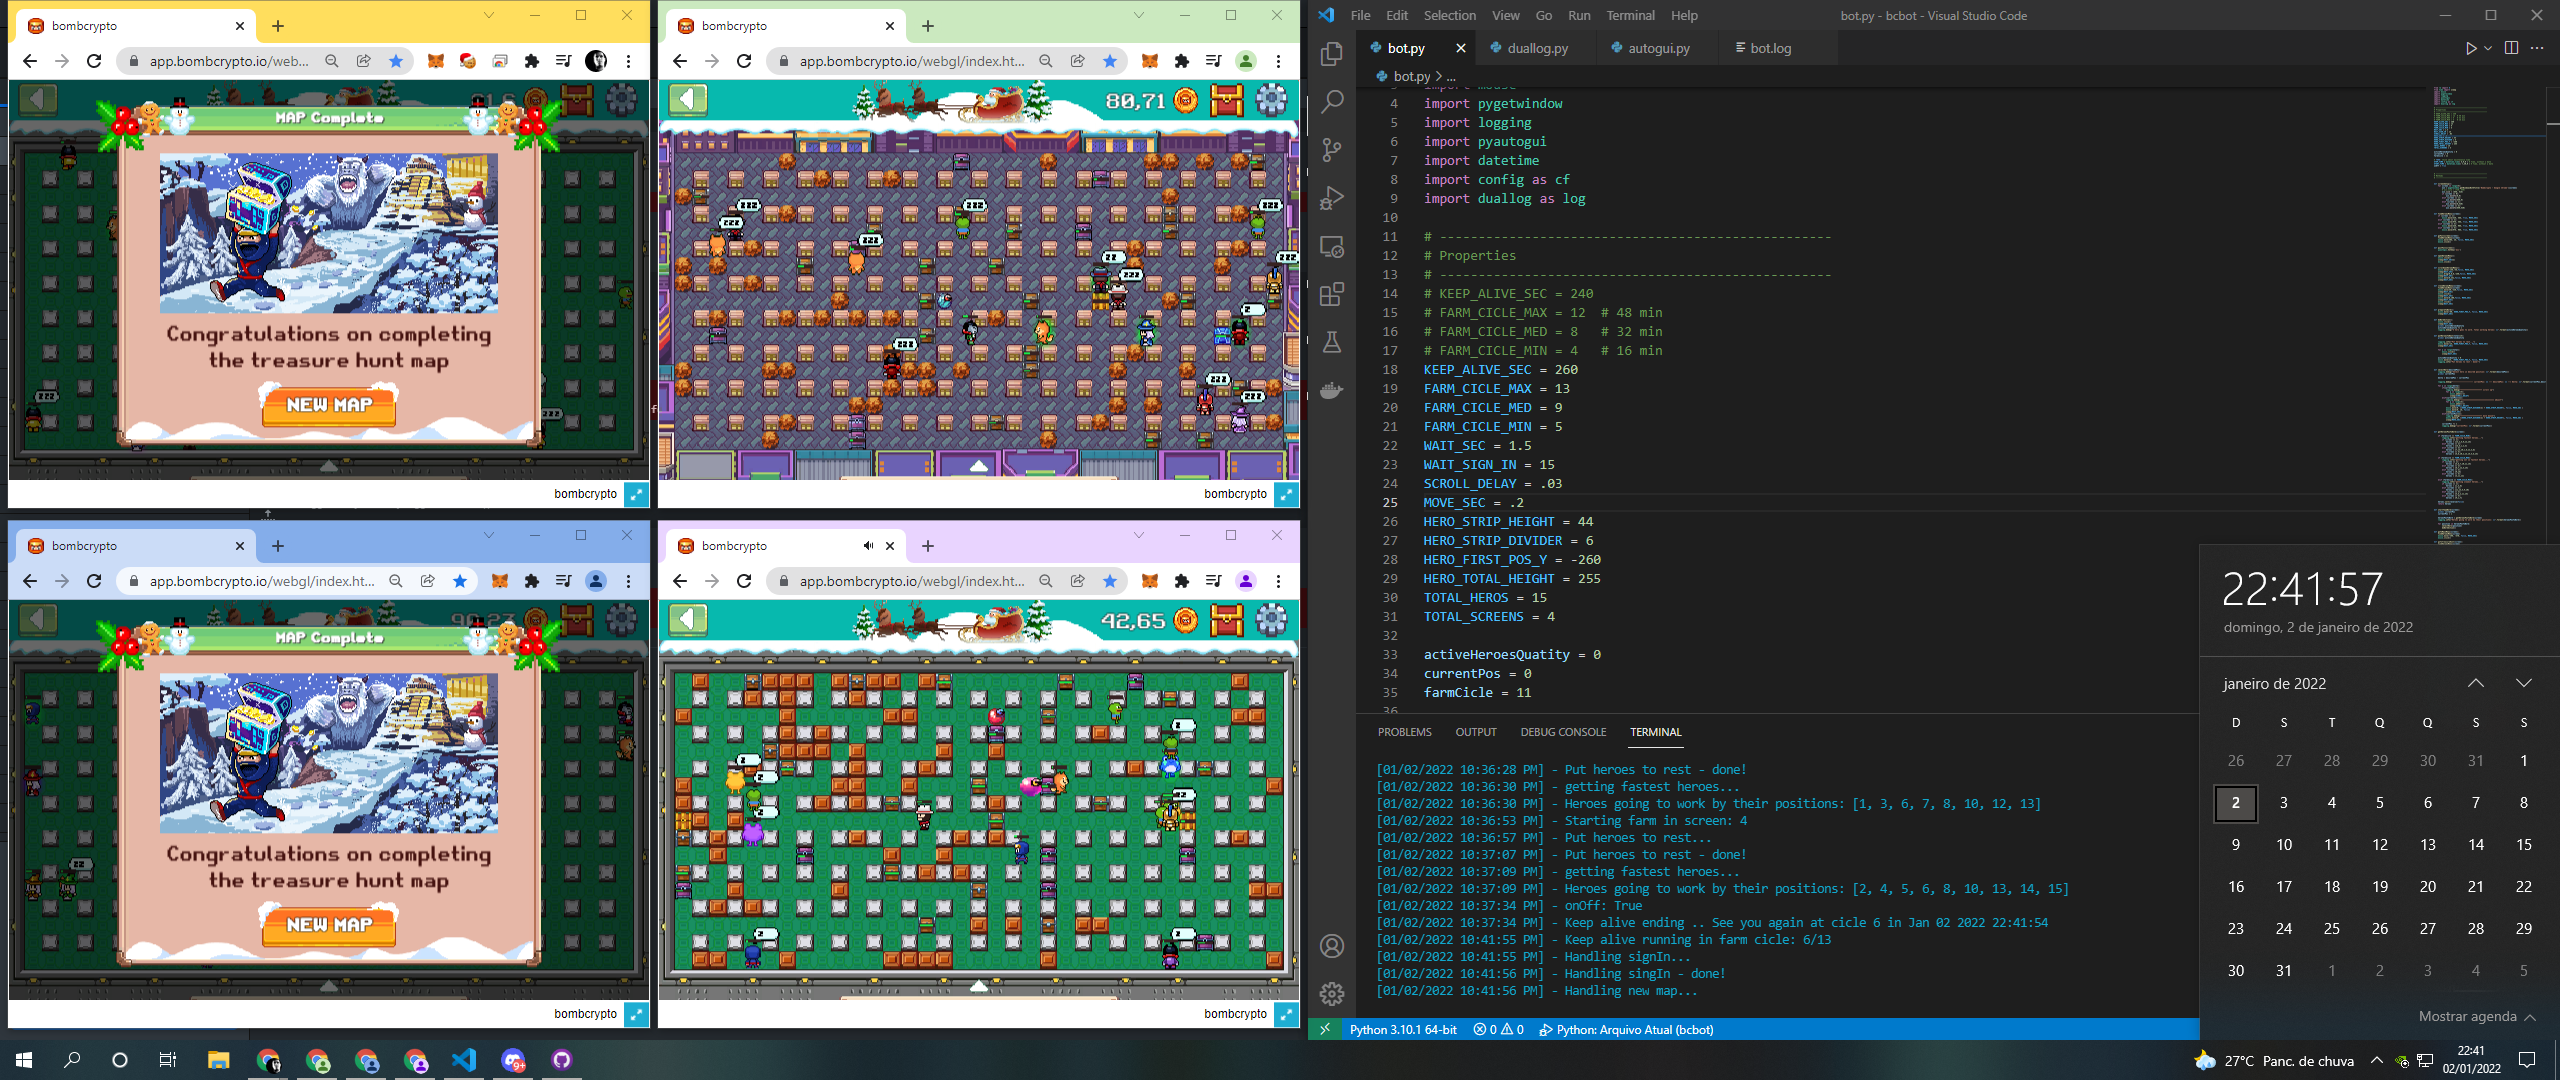 bombcrypto
app.bombcrypto.io/web...
MAP Complete
Congratulations on completing
the treasure hunt map
NEW MAP
zzz
zzz
bombcrypto
bombcrypto
app.bombcrypto.io/webgl/index.ht...
80,71
zzz
zzz
zzz
zzz
zzz
zz
zzz
zzz
z
zzz
zzz
zzz
bombcrypto
bombcrypto
app.bombcrypto.io/webgl/index.ht...
90,23
MAP Complete
Congratulations on completing
the treasure hunt map
NEW MAP
zz
bombcrypto
bombcrypto
app.bombcrypto.io/webgl/index.ht...
42,65
z
z
z
z
zz
z
z
bombcrypto
File Edit Selection View Go Run Terminal Help
bot.py - bcbot - Visual Studio Code
bot.py duallog.py autogui.py bot.log
bot.py > ...
3 import mouse
4 import pygetwindow
5 import logging
6 import pyautogui
7 import datetime
8 import config as cf
9 import duallog as log
10
11 # --------------------------------------------------
12 # Properties
13 # --------------------------------------------------
14 # KEEP_ALIVE_SEC = 240
15 # FARM_CICLE_MAX = 12  # 48 min
16 # FARM_CICLE_MED = 8   # 32 min
17 # FARM_CICLE_MIN = 4   # 16 min
18 KEEP_ALIVE_SEC = 260
19 FARM_CICLE_MAX = 13
20 FARM_CICLE_MED = 9
21 FARM_CICLE_MIN = 5
22 WAIT_SEC = 1.5
23 WAIT_SIGN_IN = 15
24 SCROLL_DELAY = .03
25 MOVE_SEC = .2
26 HERO_STRIP_HEIGHT = 44
27 HERO_STRIP_DIVIDER = 6
28 HERO_FIRST_POS_Y = -260
29 HERO_TOTAL_HEIGHT = 255
30 TOTAL_HEROS = 15
31 TOTAL_SCREENS = 4
32
33 activeHeroesQuatity = 0
34 currentPos = 0
35 farmCicle = 11
36
PROBLEMS OUTPUT DEBUG CONSOLE TERMINAL
[01/02/2022 10:36:28 PM] - Put heroes to rest - done!
[01/02/2022 10:36:30 PM] - getting fastest heroes...
[01/02/2022 10:36:30 PM] - Heroes going to work by their positions: [1, 3, 6, 7, 8, 10, 12, 13]
[01/02/2022 10:36:53 PM] - Starting farm in screen: 4
[01/02/2022 10:36:57 PM] - Put heroes to rest...
[01/02/2022 10:37:07 PM] - Put heroes to rest - done!
[01/02/2022 10:37:09 PM] - getting fastest heroes...
[01/02/2022 10:37:09 PM] - Heroes going to work by their positions: [2, 4, 5, 6, 8, 10, 13, 14, 15]
[01/02/2022 10:37:34 PM] - onOff: True
[01/02/2022 10:37:34 PM] - Keep alive ending .. See you again at cicle 6 in Jan 02 2022 22:41:54
[01/02/2022 10:41:55 PM] - Keep alive running in farm cicle: 6/13
[01/02/2022 10:41:55 PM] - Handling signIn...
[01/02/2022 10:41:56 PM] - Handling singIn - done!
[01/02/2022 10:41:56 PM] - Handling new map...
Python 3.10.1 64-bit 0 0 Python: Arquivo Atual (bcbot)
22:41:57
domingo, 2 de janeiro de 2022
janeiro de 2022
D S T Q Q S S
26 27 28 29 30 31 1
2 3 4 5 6 7 8
9 10 11 12 13 14 15
16 17 18 19 20 21 22
23 24 25 26 27 28 29
30 31 1 2 3 4 5
Mostrar agenda
9+
27°C Panc. de chuva
22:41
02/01/2022